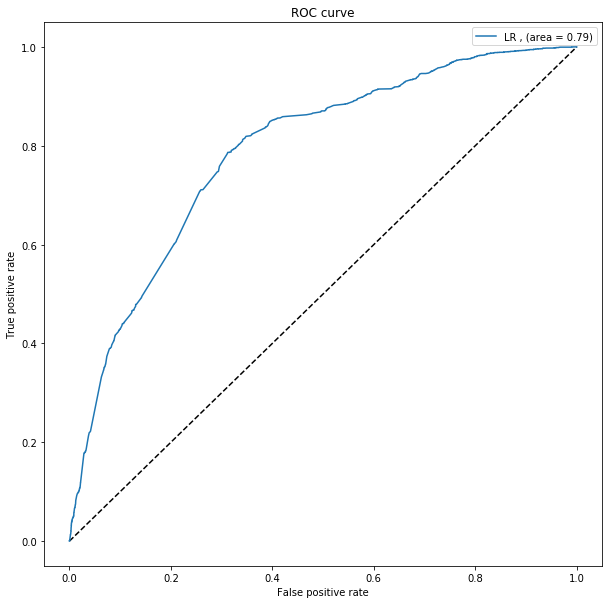 ROC curve
LR , (area = 0.79)
1.0
0.8
0.6
0.4
0.2
0.0
True positive rate
0.0 0.2 0.4 0.6 0.8 1.0
False positive rate